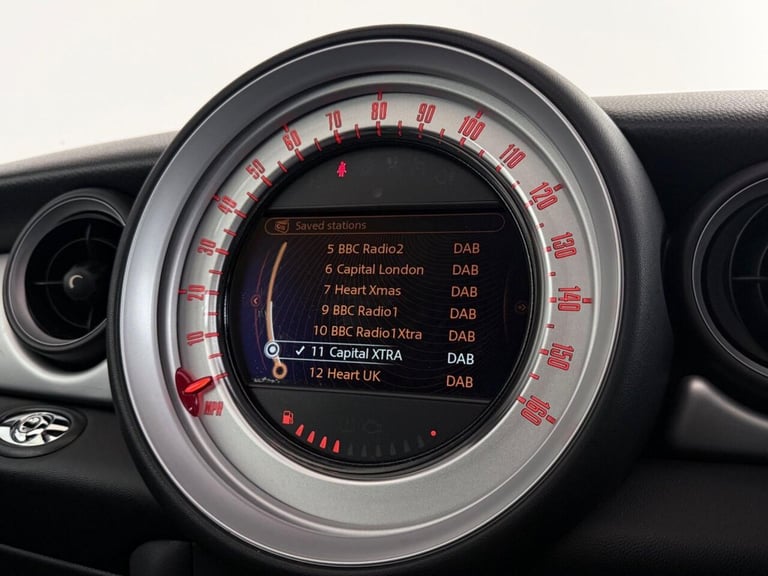 Saved stations
5 BBC Radio2 DAB
6 Capital London DAB
7 Heart Xmas DAB
9 BBC Radio1 DAB
10 BBC Radio1Xtra DAB
✓ 11 Capital XTRA DAB
12 Heart UK DAB
10
20
30
40
50
60
70
80
90
100
110
120
130
140
150
160
MPH